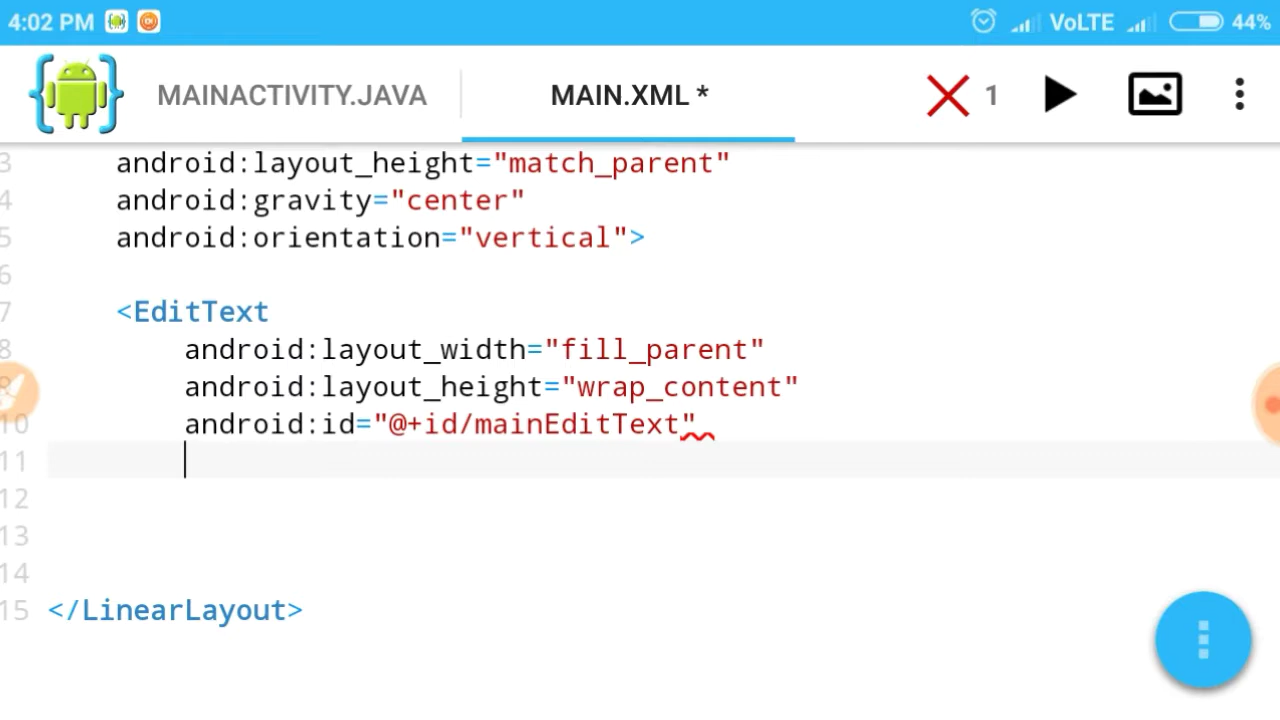 4:02 PM VoLTE 44%
MAINACTIVITY.JAVA MAIN.XML * 1
3 android:layout_height="match_parent"
4 android:gravity="center"
5 android:orientation="vertical">
6
7 <EditText
8 android:layout_width="fill_parent"
9 android:layout_height="wrap_content"
10 android:id="@+id/mainEditText"
11
12
13
14
15 </LinearLayout>